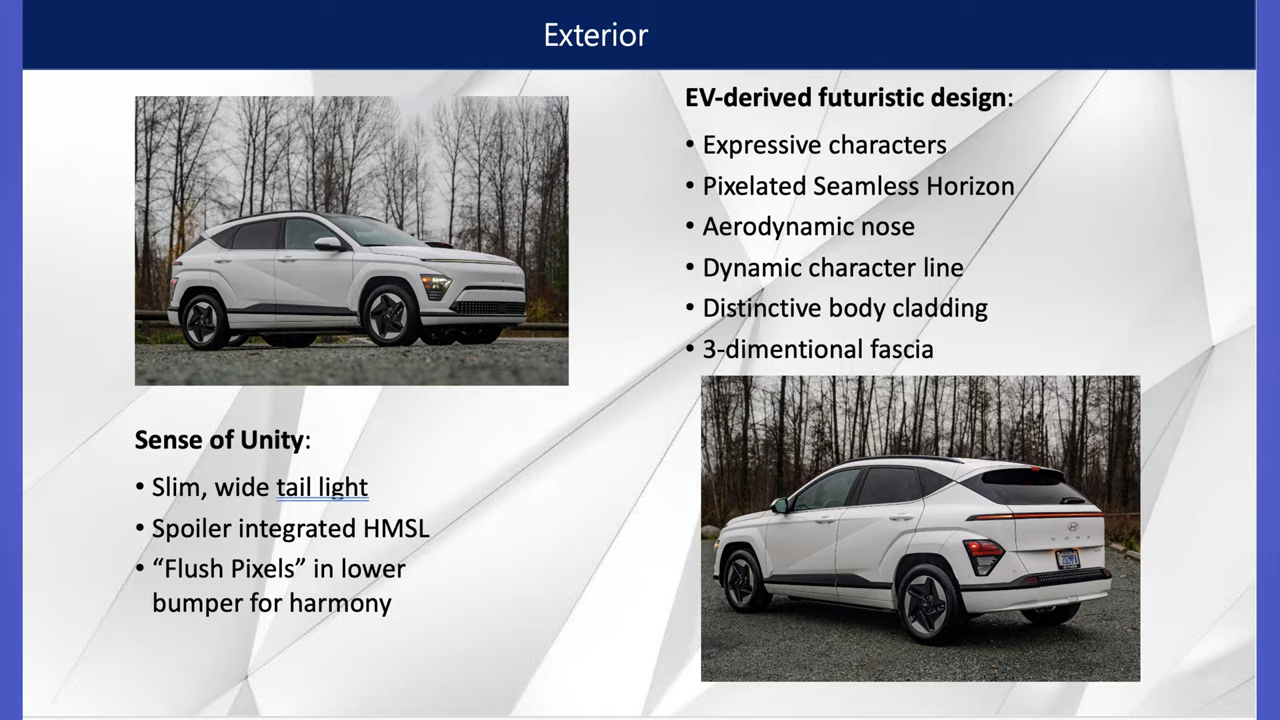 Exterior
EV-derived futuristic design:
• Expressive characters
• Pixelated Seamless Horizon
• Aerodynamic nose
• Dynamic character line
• Distinctive body cladding
• 3-dimentional fascia
Sense of Unity:
• Slim, wide tail light
• Spoiler integrated HMSL
• “Flush Pixels” in lower
bumper for harmony
KONA